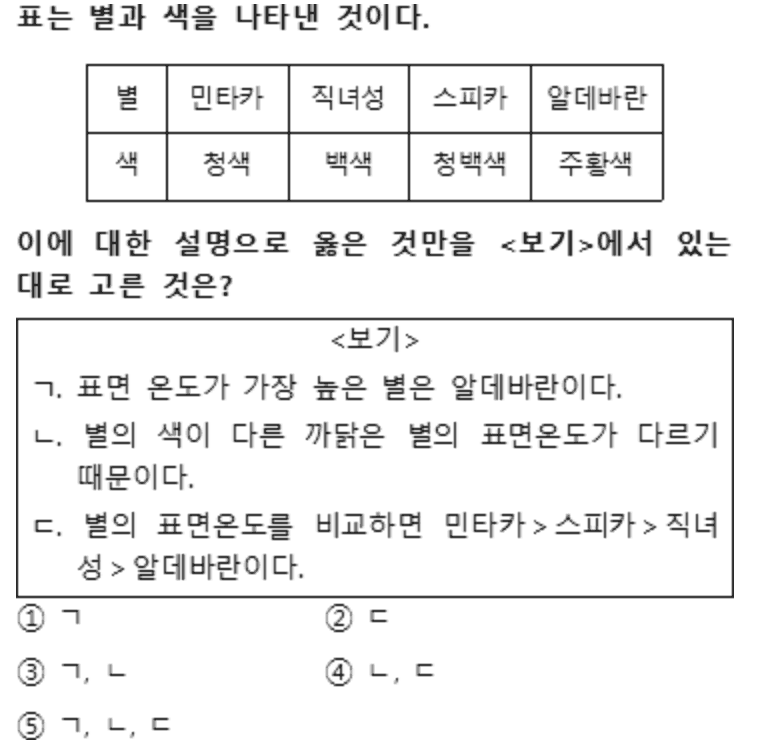 표는 별과 색을 나타낸 것이다.
별 민타카 직녀성 스피카 알데바란
색 청색 백색 청백색 주황색
이에 대한 설명으로 옳은 것만을 <보기>에서 있는
대로 고른 것은?
<보기>
ㄱ. 표면 온도가 가장 높은 별은 알데바란이다.
ㄴ. 별의 색이 다른 까닭은 별의 표면온도가 다르기
때문이다.
ㄷ. 별의 표면온도를 비교하면 민타카 > 스피카 > 직녀
성 > 알데바란이다.
① ㄱ ② ㄷ
③ ㄱ, ㄴ ④ ㄴ, ㄷ
⑤ ㄱ, ㄴ, ㄷ